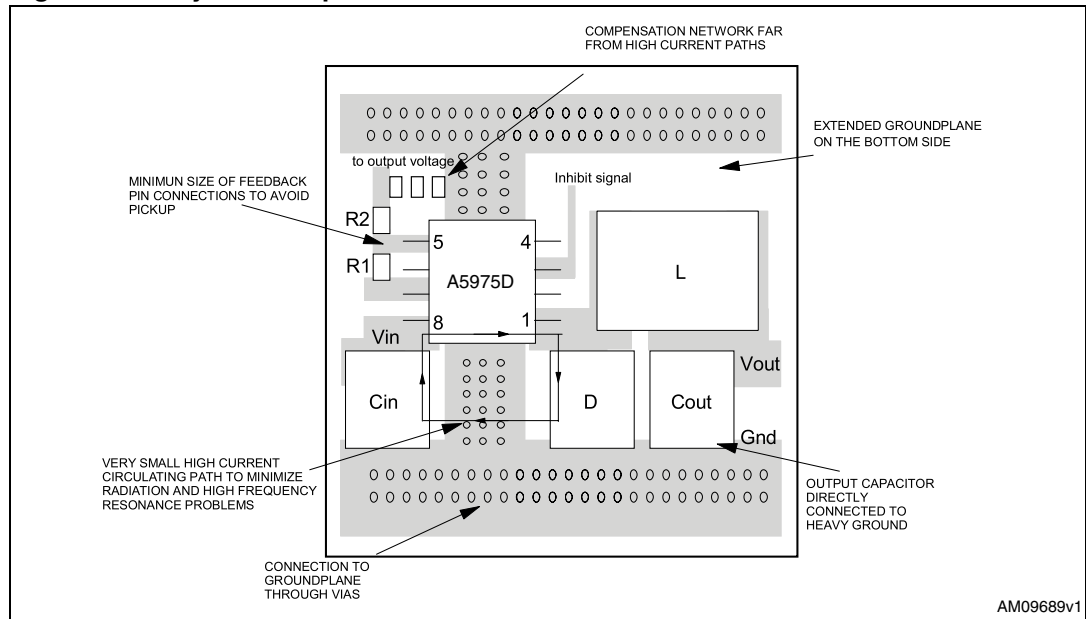 COMPENSATION NETWORK FAR
FROM HIGH CURRENT PATHS
EXTENDED GROUNDPLANE
ON THE BOTTOM SIDE
to output voltage
Inhibit signal
MINIMUN SIZE OF FEEDBACK
PIN CONNECTIONS TO AVOID
PICKUP
R2
5
4
R1
A5975D
L
8
1
Vin
Vout
Cin
D
Cout
Gnd
VERY SMALL HIGH CURRENT
CIRCULATING PATH TO MINIMIZE
RADIATION AND HIGH FREQUENCY
RESONANCE PROBLEMS
OUTPUT CAPACITOR
DIRECTLY
CONNECTED TO
HEAVY GROUND
CONNECTION TO
GROUNDPLANE
THROUGH VIAS
AM09689v1